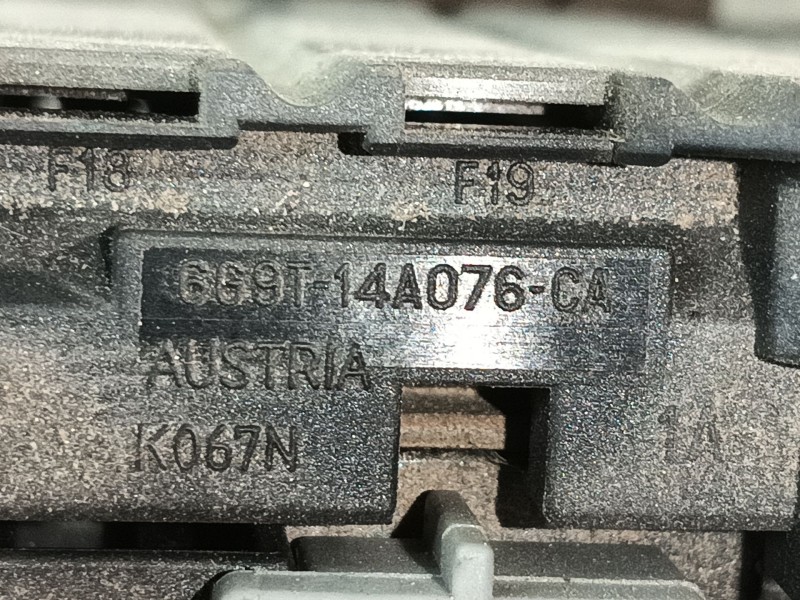 F18 F19
6G9T-14A076-CA
AUSTRIA
K067N 1A